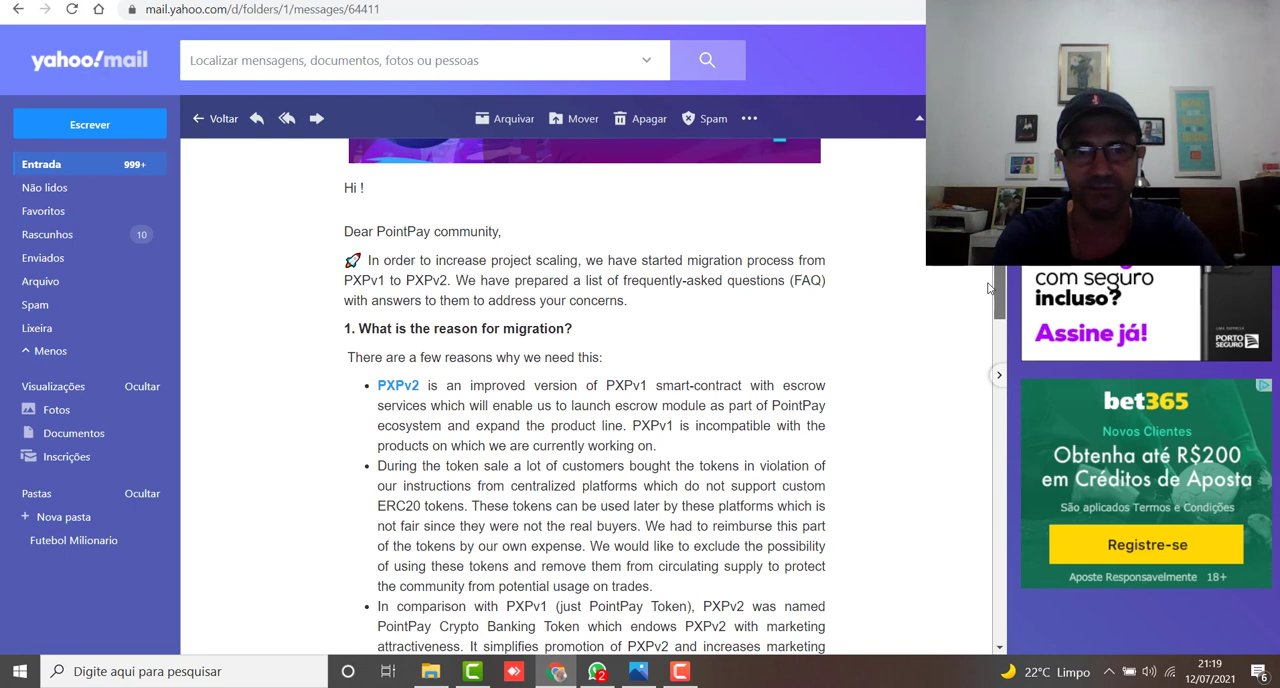 mail.yahoo.com/d/folders/1/messages/64411
yahoo!mail
Localizar mensagens, documentos, fotos ou pessoas
Escrever
Voltar
Arquivar
Mover
Apagar
Spam
Entrada 999+
Não lidos
Favoritos
Rascunhos 10
Enviados
Arquivo
Spam
Lixeira
Menos
Visualizações Ocultar
Fotos
Documentos
Inscrições
Pastas Ocultar
+ Nova pasta
Futebol Milionario
Hi !
Dear PointPay community,
In order to increase project scaling, we have started migration process from
PXPv1 to PXPv2. We have prepared a list of frequently-asked questions (FAQ)
with answers to them to address your concerns.
1. What is the reason for migration?
There are a few reasons why we need this:
• PXPv2 is an improved version of PXPv1 smart-contract with escrow
services which will enable us to launch escrow module as part of PointPay
ecosystem and expand the product line. PXPv1 is incompatible with the
products on which we are currently working on.
• During the token sale a lot of customers bought the tokens in violation of
our instructions from centralized platforms which do not support custom
ERC20 tokens. These tokens can be used later by these platforms which is
not fair since they were not the real buyers. We had to reimburse this part
of the tokens by our own expense. We would like to exclude the possibility
of using these tokens and remove them from circulating supply to protect
the community from potential usage on trades.
• In comparison with PXPv1 (just PointPay Token), PXPv2 was named
PointPay Crypto Banking Token which endows PXPv2 with marketing
attractiveness. It simplifies promotion of PXPv2 and increases marketing
com seguro
incluso?
Assine já!
PORTO
SEGURO
bet365
Novos Clientes
Obtenha até R$200
em Créditos de Aposta
São aplicados Termos e Condições
Registre-se
Aposte Responsavelmente 18+
Digite aqui para pesquisar
2
22°C Limpo
21:19
12/07/2021
6